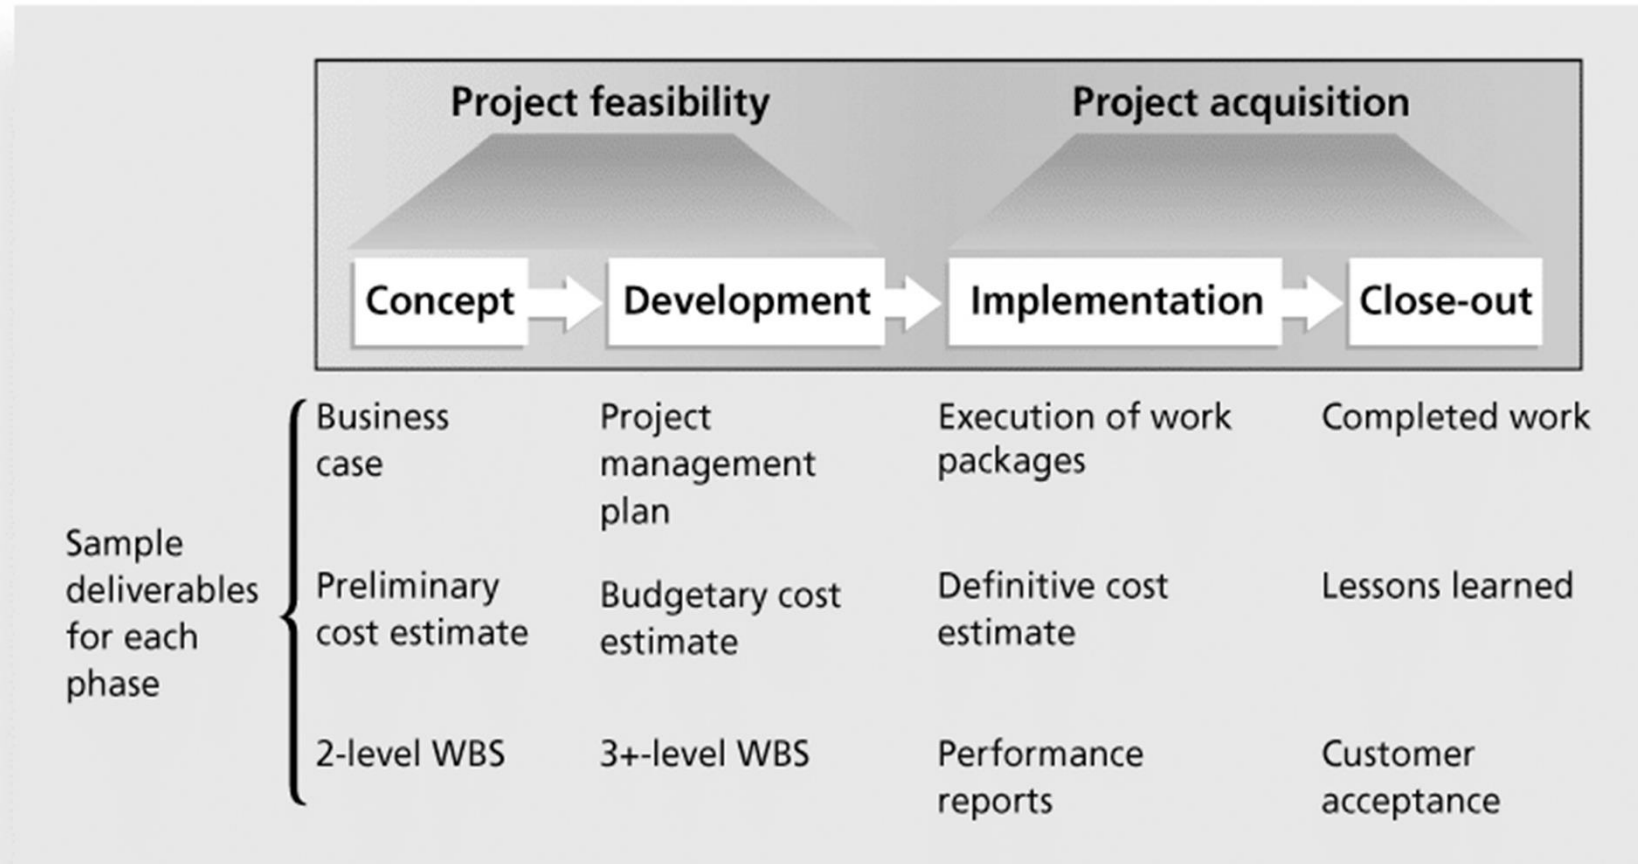 Project feasibility
Project acquisition
Concept
Development
Implementation
Close-out
Sample
deliverables
for each
phase
Business
case
Preliminary
cost estimate
2-level WBS
Project
management
plan
Budgetary cost
estimate
3+-level WBS
Execution of work
packages
Definitive cost
estimate
Performance
reports
Completed work
Lessons learned
Customer
acceptance